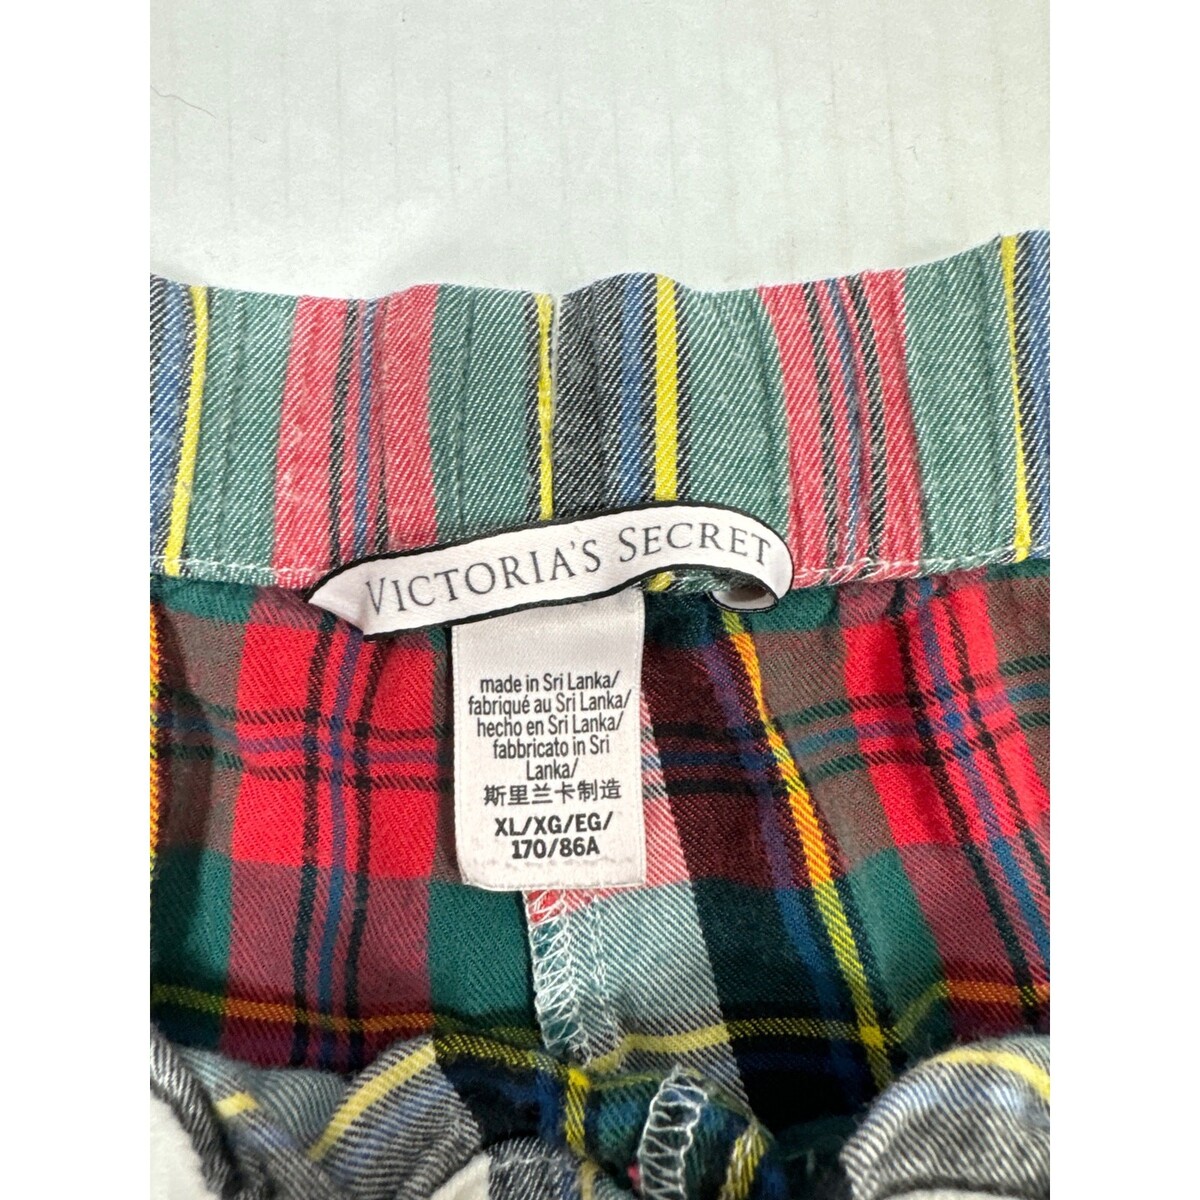 VICTORIA'S SECRET
made in Sri Lanka/
fabriqué au Sri Lanka/
hecho en Sri Lanka/
fabbricato in Sri
Lanka/
斯里兰卡制造
XL/XG/EG/
170/86A